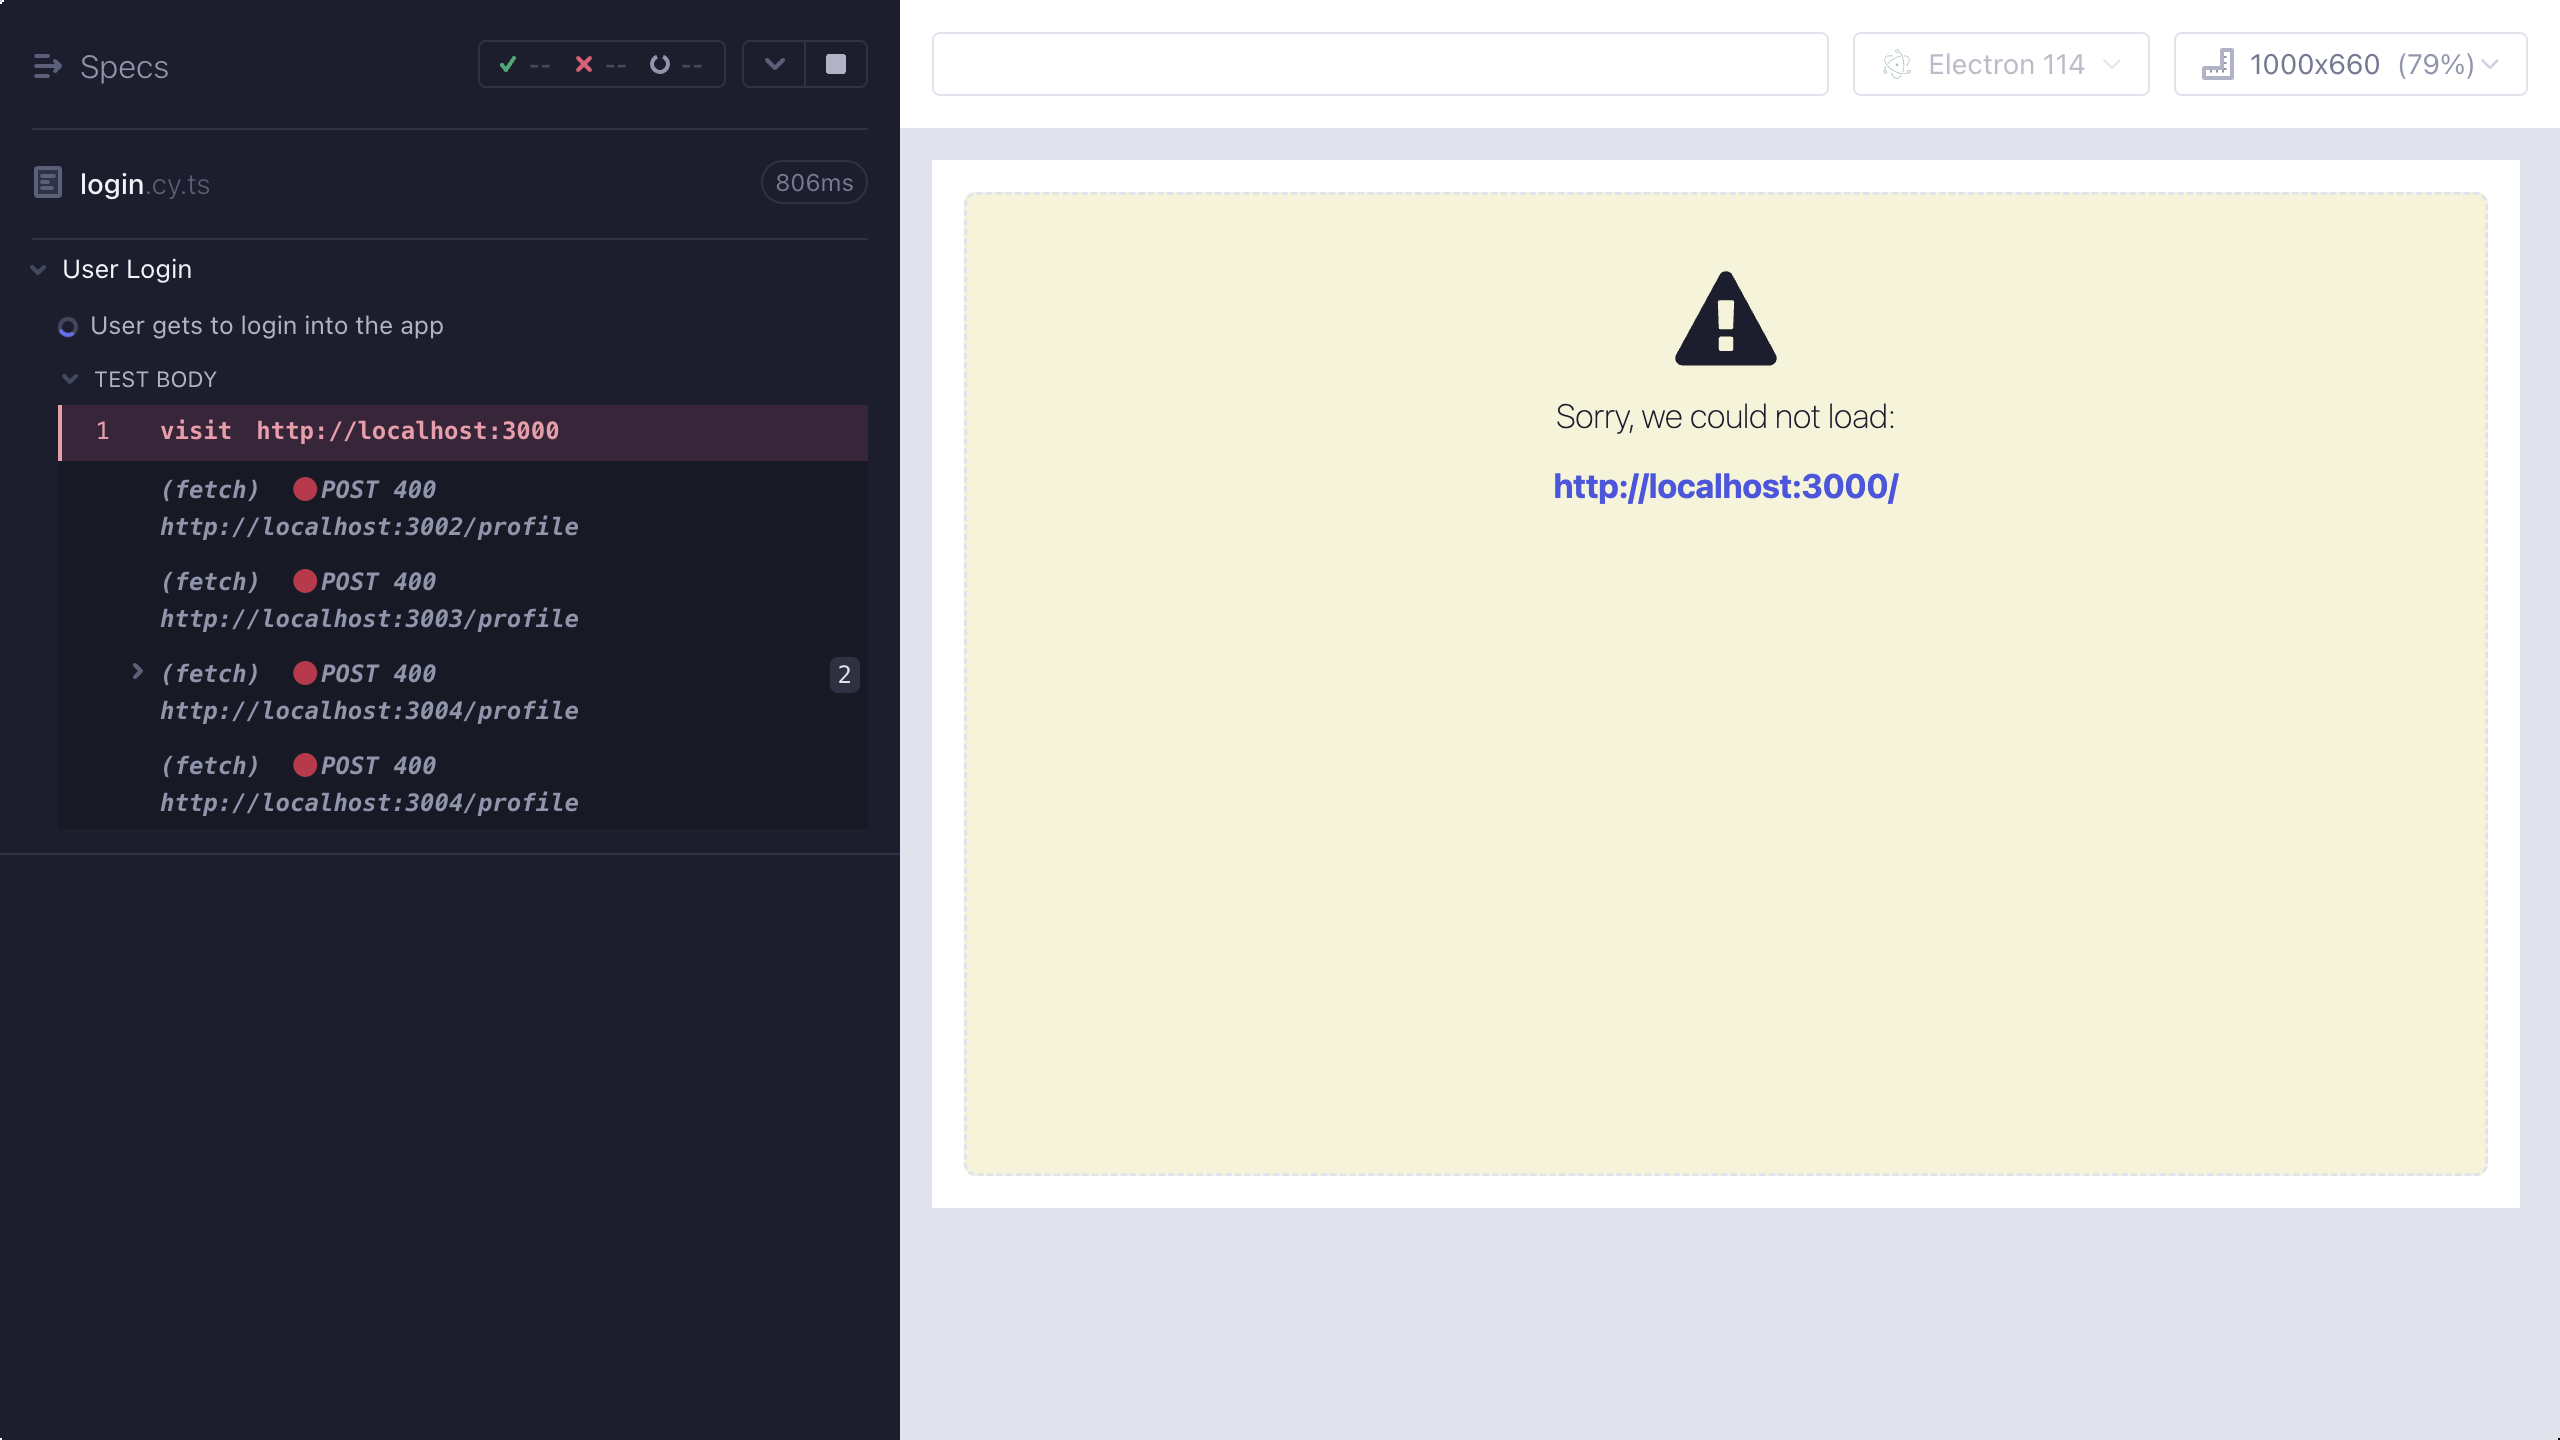 Specs
-- -- --
login.cy.ts
806ms
User Login
User gets to login into the app
TEST BODY
1 visit http://localhost:3000
(fetch) POST 400
http://localhost:3002/profile
(fetch) POST 400
http://localhost:3003/profile
(fetch) POST 400 2
http://localhost:3004/profile
(fetch) POST 400
http://localhost:3004/profile
Electron 114
1000x660 (79%)
Sorry, we could not load:
http://localhost:3000/